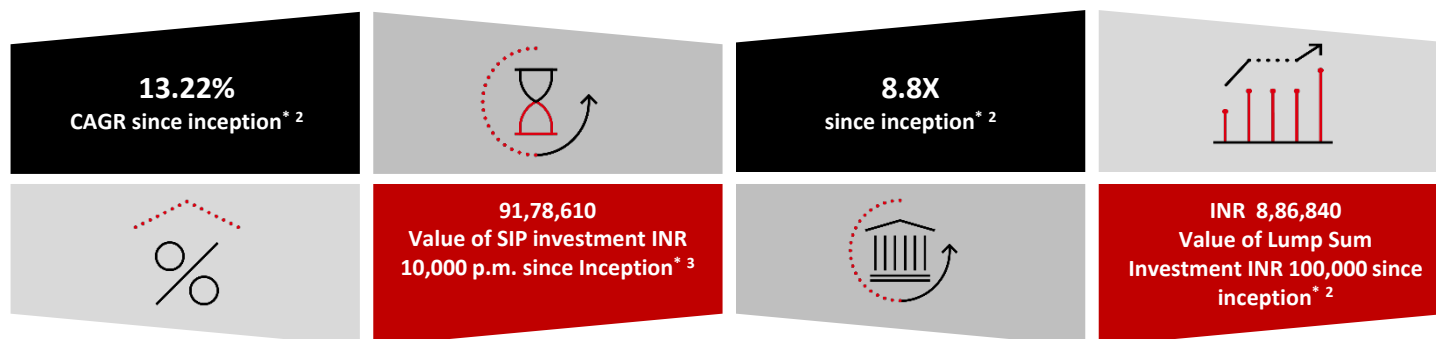 13.22%
CAGR since inception* 2
8.8X
since inception* 2
91,78,610
Value of SIP investment INR
10,000 p.m. since Inception* 3
INR 8,86,840
Value of Lump Sum
Investment INR 100,000 since
inception* 2